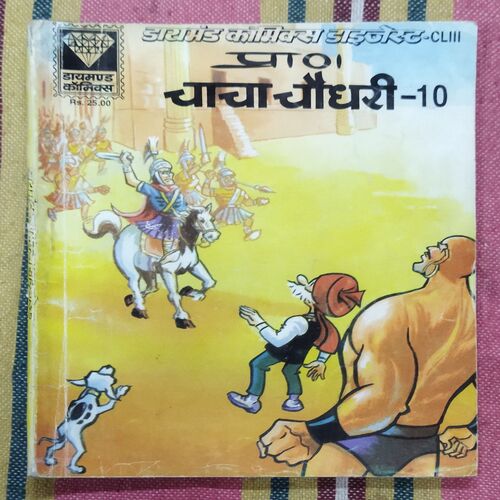 डायमंड कॉमिक्स डाइजेस्ट-CLIII
डायमण्ड
कॉमिक्स
Rs. 25.00
प्राण
चाचा चौधरी-10